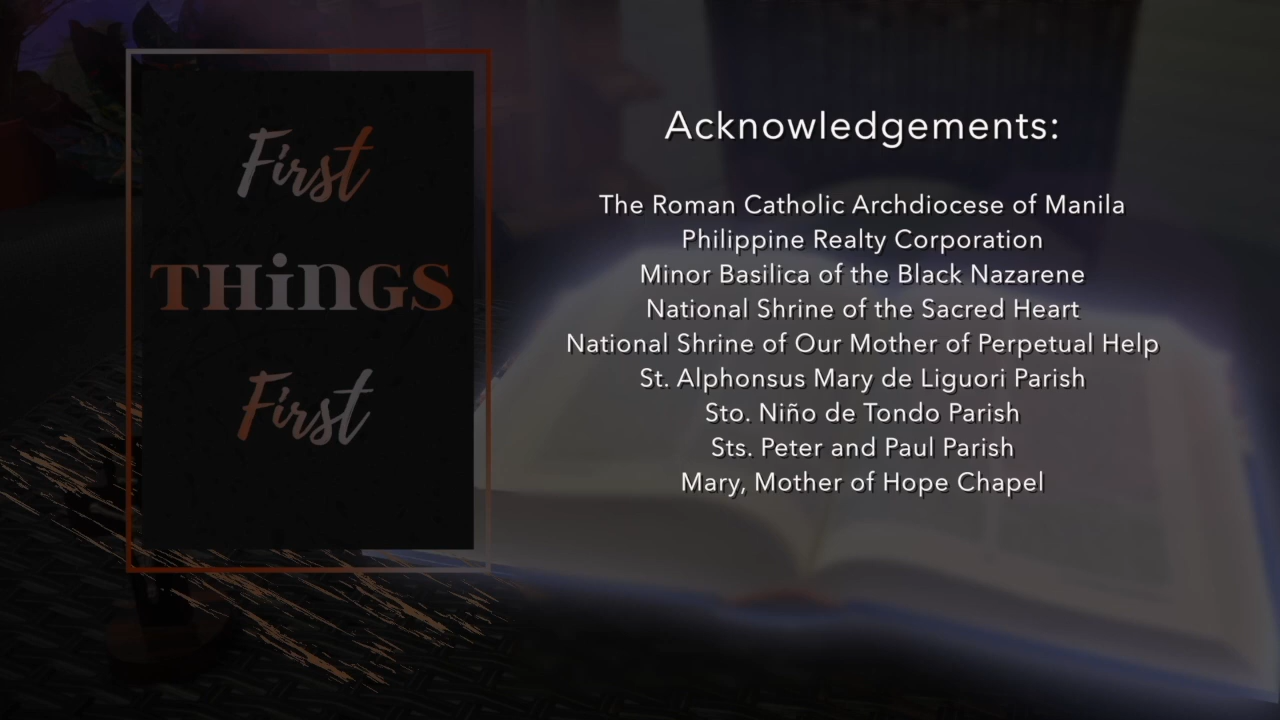 First
THiNGS
First
Acknowledgements:
The Roman Catholic Archdiocese of Manila
Philippine Realty Corporation
Minor Basilica of the Black Nazarene
National Shrine of the Sacred Heart
National Shrine of Our Mother of Perpetual Help
St. Alphonsus Mary de Liguori Parish
Sto. Niño de Tondo Parish
Sts. Peter and Paul Parish
Mary, Mother of Hope Chapel